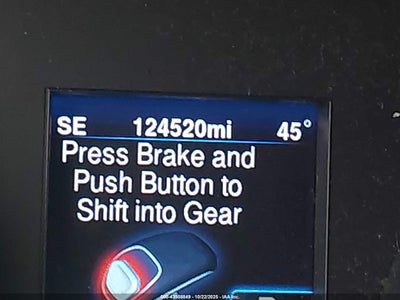 SE 124520mi 45°
Press Brake and
Push Button to
Shift into Gear